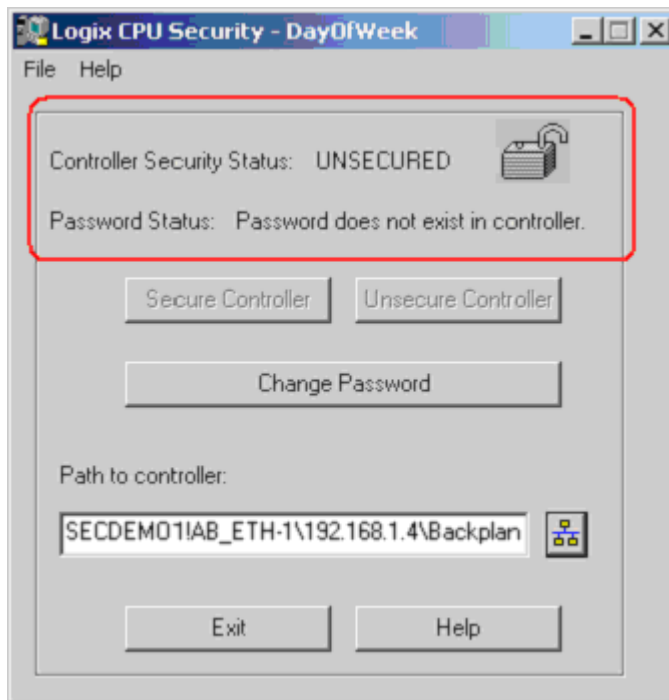 Logix CPU Security - DayOfWeek
File Help
Controller Security Status: UNSECURED
Password Status: Password does not exist in controller.
Secure Controller Unsecure Controller
Change Password
Path to controller:
SECDEMO1!AB_ETH-1\192.168.1.4\Backplan
Exit Help